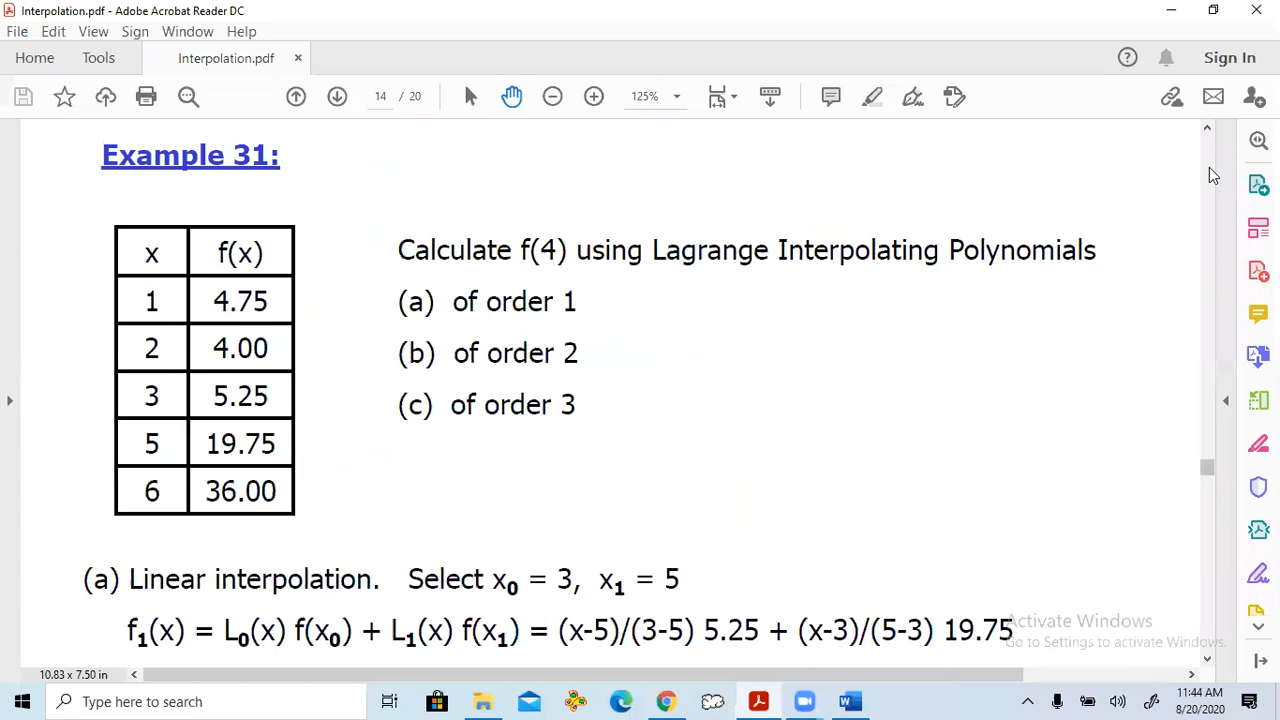 Interpolation.pdf - Adobe Acrobat Reader DC
File Edit View Sign Window Help
Home Tools Interpolation.pdf × Sign In
14 / 20 125%
Example 31:
x f(x)
1 4.75
2 4.00
3 5.25
5 19.75
6 36.00
Calculate f(4) using Lagrange Interpolating Polynomials
(a) of order 1
(b) of order 2
(c) of order 3
(a) Linear interpolation. Select x₀ = 3, x₁ = 5
f₁(x) = L₀(x) f(x₀) + L₁(x) f(x₁) = (x-5)/(3-5) 5.25 + (x-3)/(5-3) 19.75
Activate Windows
Go to Settings to activate Windows.
10.83 x 7.50 in
Type here to search
11:44 AM
8/20/2020